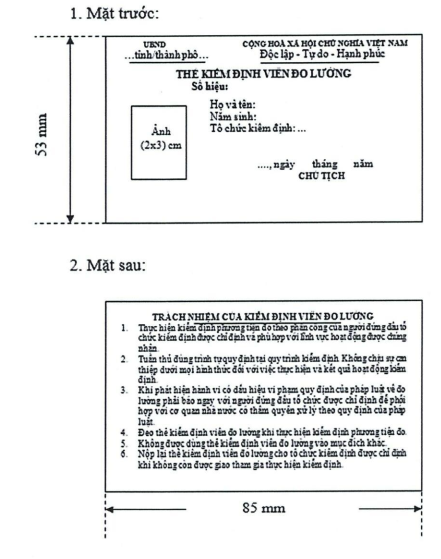 1. Mặt trước:
UBND
...tỉnh/thành phố...
CỘNG HOÀ XÃ HỘI CHỦ NGHĨA VIỆT NAM
Độc lập - Tự do - Hạnh phúc
THẺ KIỂM ĐỊNH VIÊN ĐO LƯỜNG
Số hiệu:
Họ và tên:
Năm sinh:
Tổ chức kiểm định: ...
Ảnh
(2x3) cm
...., ngày tháng năm
CHỦ TỊCH
53 mm
2. Mặt sau:
TRÁCH NHIỆM CỦA KIỂM ĐỊNH VIÊN ĐO LƯỜNG
1. Thực hiện kiểm định phương tiện đo theo phân công của người đứng đầu tổ
chức kiểm định được chỉ định và phù hợp với lĩnh vực hoạt động được chứng
nhận.
2. Tuân thủ đúng trình tự quy định tại quy trình kiểm định. Không chịu sự can
thiệp dưới mọi hình thức đối với việc thực hiện và kết quả hoạt động kiểm
định.
3. Khi phát hiện hành vi có dấu hiệu vi phạm quy định của pháp luật về đo
lường phải báo ngay với người đứng đầu tổ chức được chỉ định để phối
hợp với cơ quan nhà nước có thẩm quyền xử lý theo quy định của pháp
luật.
4. Đeo thẻ kiểm định viên đo lường khi thực hiện kiểm định phương tiện đo.
5. Không được dùng thẻ kiểm định viên đo lường vào mục đích khác.
6. Nộp lại thẻ kiểm định viên đo lường cho tổ chức kiểm định được chỉ định
khi không còn được giao tham gia thực hiện kiểm định.
85 mm